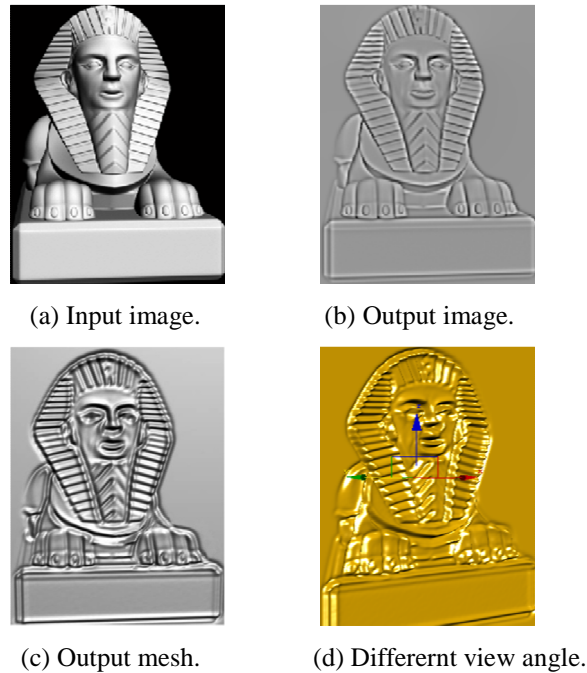 (a) Input image.
(b) Output image.
(c) Output mesh.
(d) Differernt view angle.